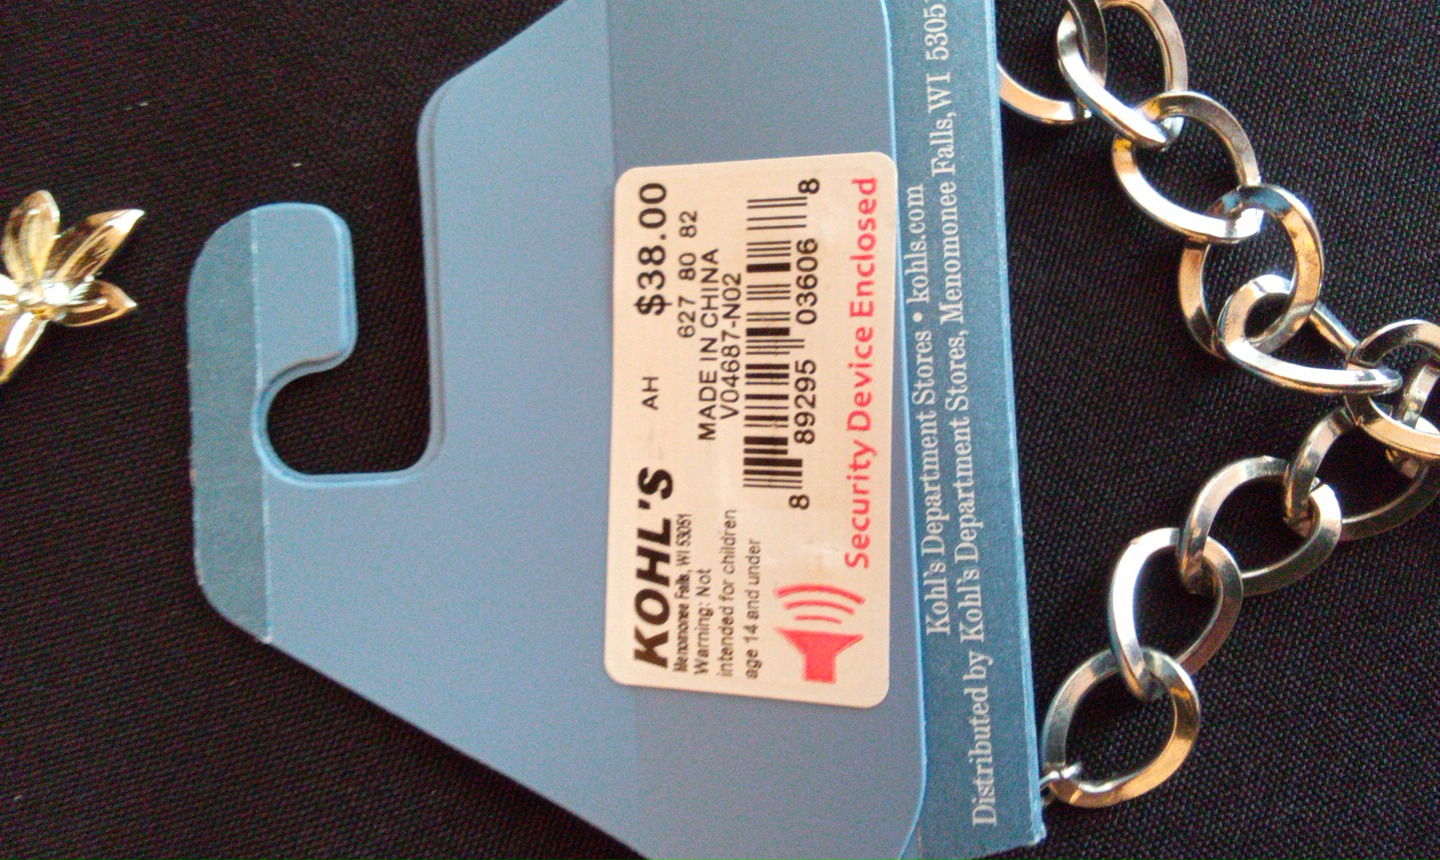 KOHL'S AH $38.00
Menomonee Falls, WI 53051
627 80 82
Warning: Not
MADE IN CHINA
intended for children
V04687-N02
age 14 and under
8 89295 03606 8
Security Device Enclosed
Kohl's Department Stores • kohls.com
Distributed by Kohl's Department Stores, Menomonee Falls, WI 5305